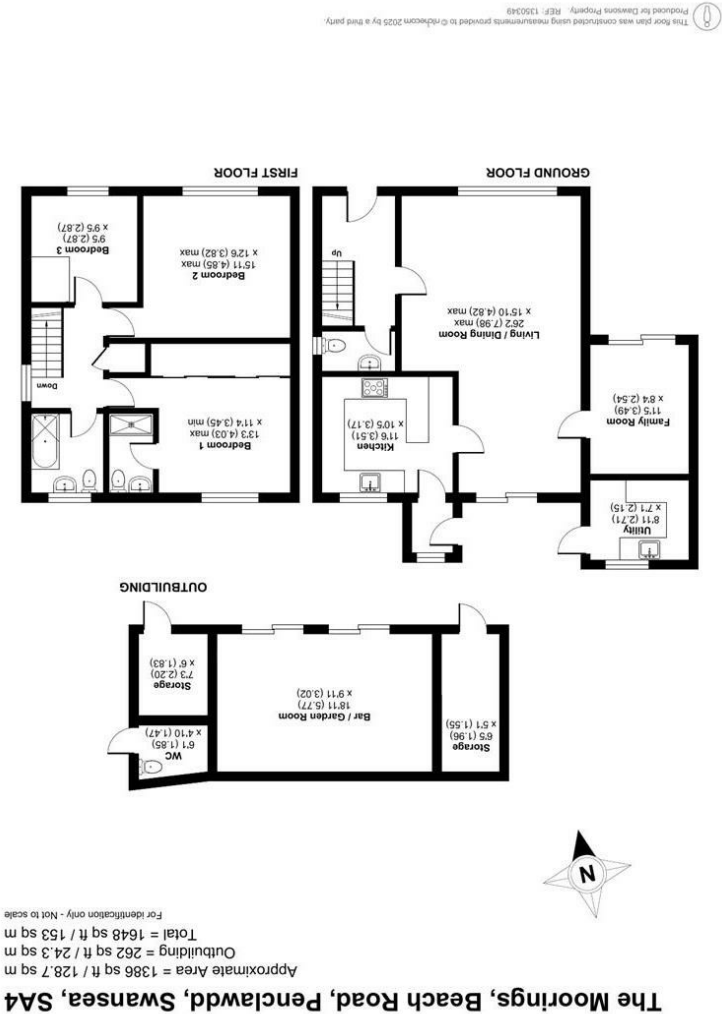 The Moorings, Beach Road, Penclawdd, Swansea, SA4
Approximate Area = 1386 sq ft / 128.7 sq m
Outbuilding = 262 sq ft / 24.3 sq m
Total = 1648 sq ft / 153 sq m
For identification only - Not to scale
N
Storage
6'5 (1.96)
x 5'1 (1.55)
Bar / Garden Room
18'11 (5.77)
x 9'11 (3.02)
WC
6'1 (1.85)
x 4'10 (1.47)
Storage
7'3 (2.20)
x 6' (1.83)
OUTBUILDING
Utility
8'11 (2.71)
x 7'1 (2.15)
Family Room
11'5 (3.49)
x 8'4 (2.54)
Kitchen
11'6 (3.51)
x 10'5 (3.17)
Living / Dining Room
26'2 (7.98) max
x 15'10 (4.82) max
Up
GROUND FLOOR
Bedroom 1
13'3 (4.03) max
x 11'4 (3.45) min
Down
Bedroom 2
15'11 (4.85) max
x 12'6 (3.82) max
Bedroom 3
9'5 (2.87)
x 9'5 (2.87)
FIRST FLOOR
This floor plan was constructed using measurements provided to © nichecom 2025 by a third party.
Produced for Dawsons Property. REF: 1350349